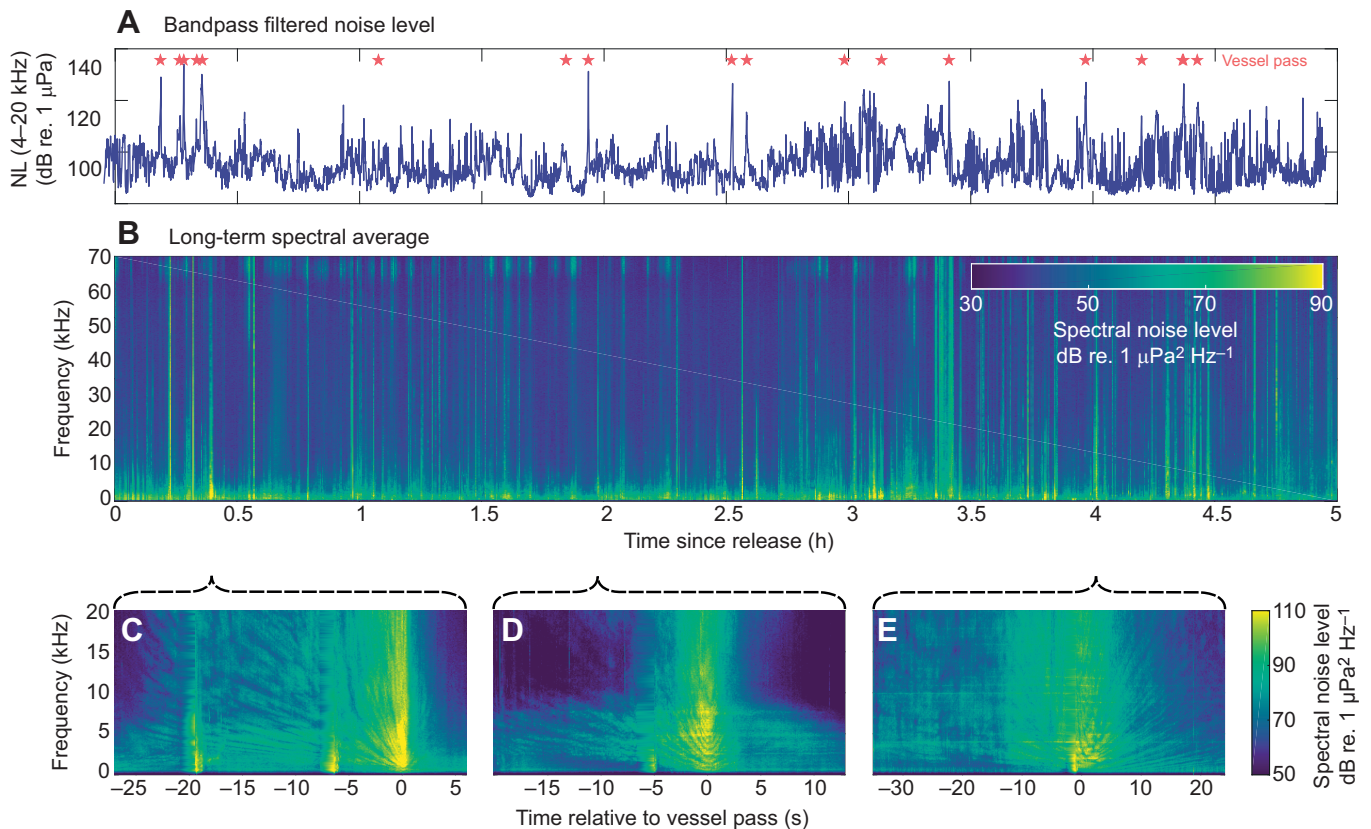 A Bandpass filtered noise level
NL (4–20 kHz)
(dB re. 1 μPa)
140
120
100
Vessel pass
B Long-term spectral average
Frequency (kHz)
70
60
50
40
30
20
10
0
30 50 70 90
Spectral noise level
dB re. 1 μPa² Hz⁻¹
0 0.5 1 1.5 2 2.5 3 3.5 4 4.5 5
Time since release (h)
Frequency (kHz)
20
15
10
5
0
C
D
E
–25 –20 –15 –10 –5 0 5
–15 –10 –5 0 5 10
–30 –20 –10 0 10 20
Time relative to vessel pass (s)
110
90
70
50
Spectral noise level
dB re. 1 μPa² Hz⁻¹